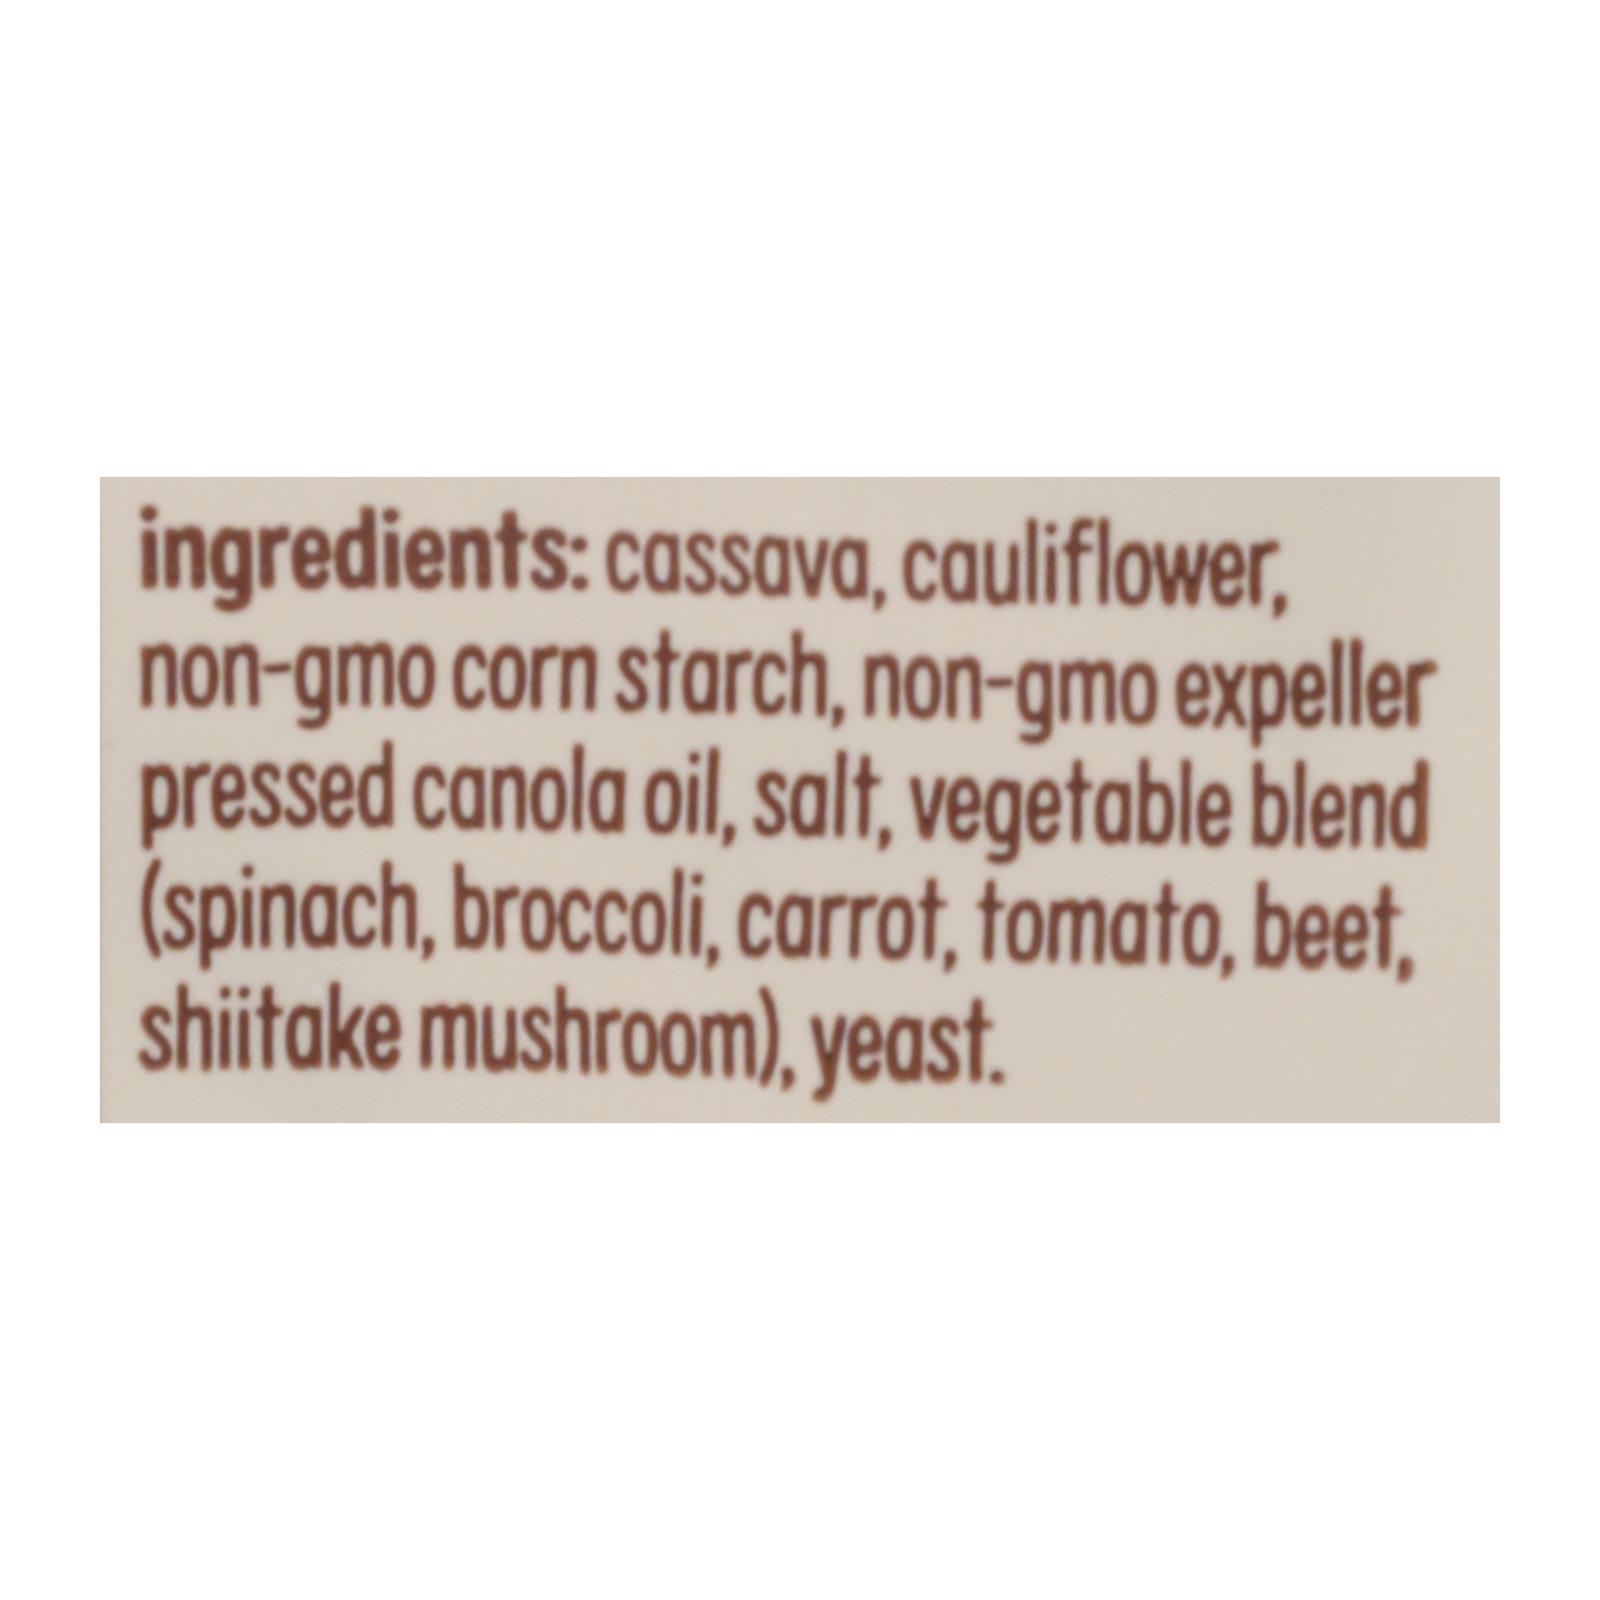 ingredients: cassava, cauliflower,
non-gmo corn starch, non-gmo expeller
pressed canola oil, salt, vegetable blend
(spinach, broccoli, carrot, tomato, beet,
shiitake mushroom), yeast.